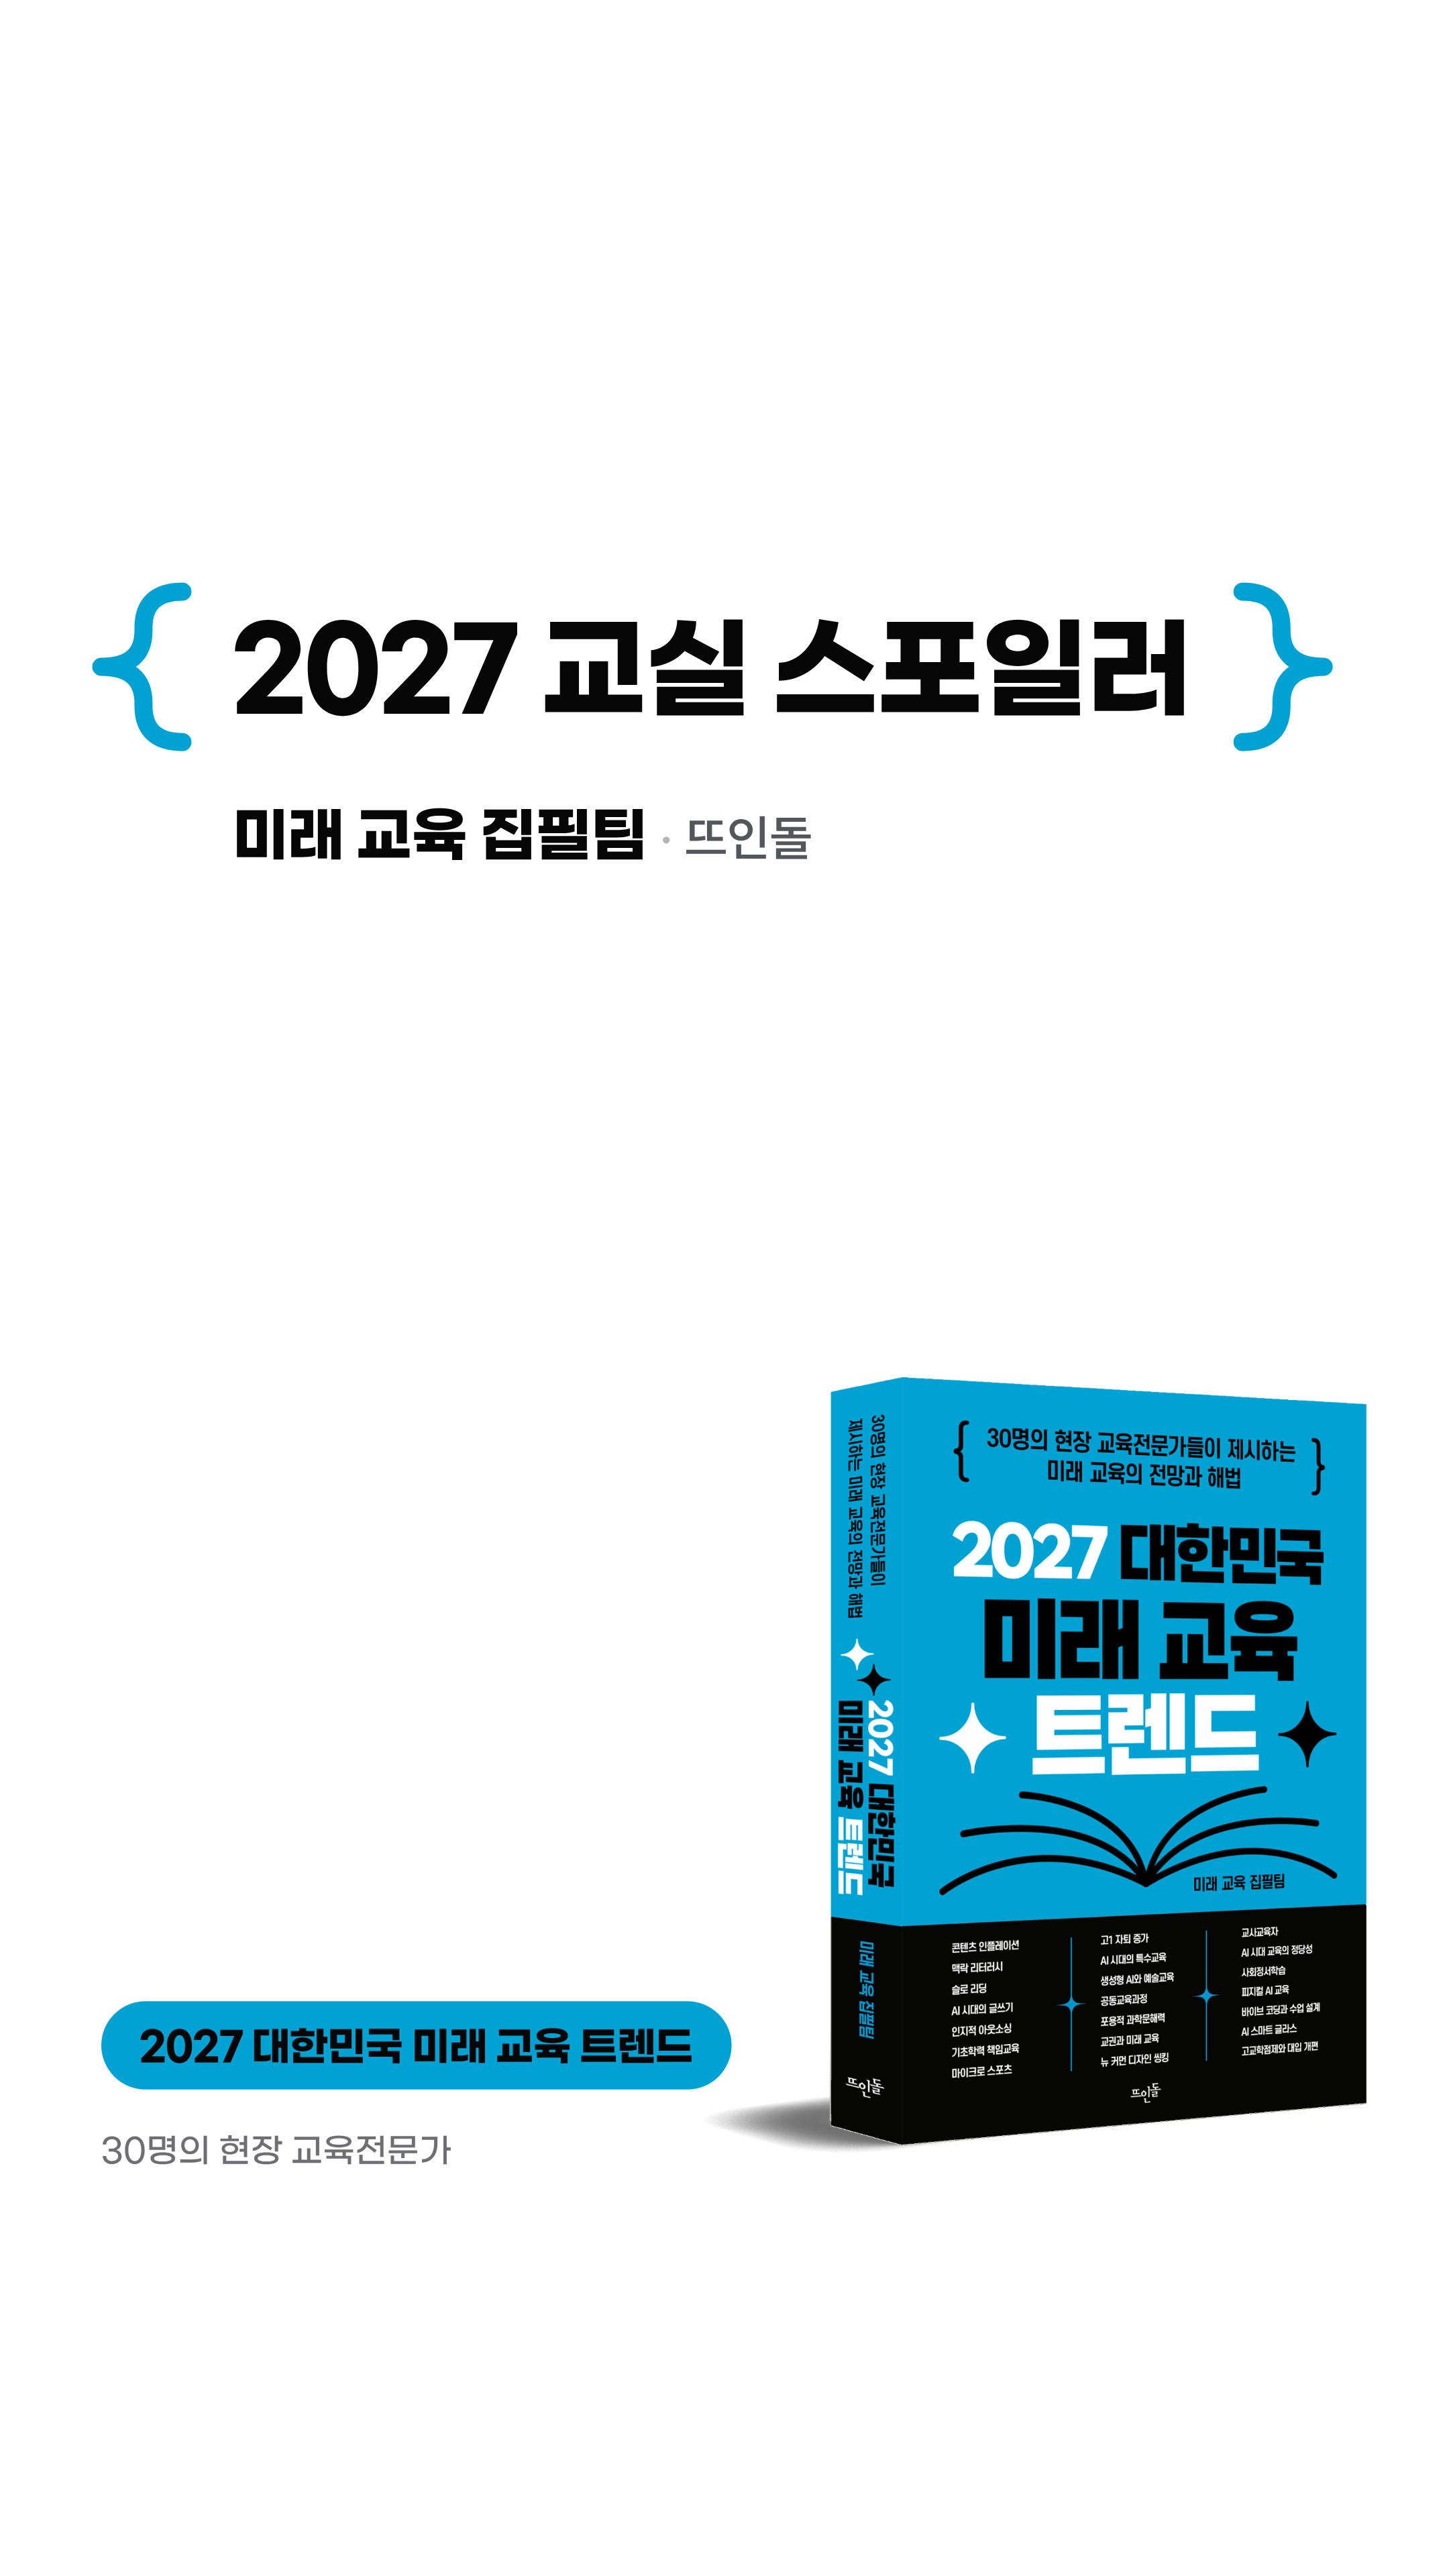 2027 교실 스포일러
미래 교육 집필팀 · 뜨인돌
30명의 현장 교육전문가들이
제시하는 미래 교육의 전망과 해법
2027 대한민국
미래 교육 트렌드
미래 교육 집필팀
뜨인돌
{ 30명의 현장 교육전문가들이 제시하는
미래 교육의 전망과 해법 }
2027 대한민국
미래 교육
트렌드
미래 교육 집필팀
콘텐츠 인플레이션
맥락 리터러시
슬로 리딩
AI 시대의 글쓰기
인지적 아웃소싱
기초학력 책임교육
마이크로 스포츠
고1 자퇴 증가
AI 시대의 특수교육
생성형 AI와 예술교육
공동교육과정
포용적 과학문해력
교권과 미래 교육
뉴 커먼 디자인 씽킹
교사교육자
AI 시대 교육의 정당성
사회정서학습
피지컬 AI 교육
바이브 코딩과 수업 설계
AI 스마트 글라스
고교학점제와 대입 개편
뜨인돌
2027 대한민국 미래 교육 트렌드
30명의 현장 교육전문가